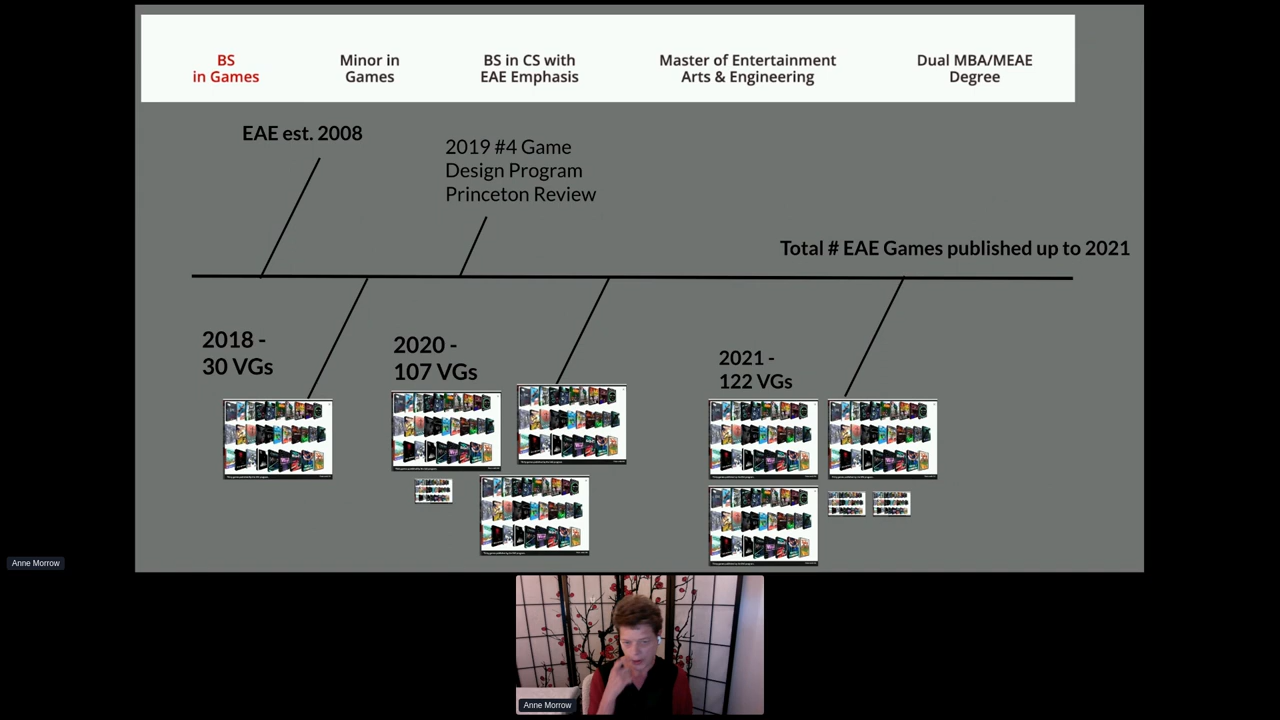 BS
in Games
Minor in
Games
BS in CS with
EAE Emphasis
Master of Entertainment
Arts & Engineering
Dual MBA/MEAE
Degree
EAE est. 2008
2019 #4 Game
Design Program
Princeton Review
Total # EAE Games published up to 2021
2018 -
30 VGs
2020 -
107 VGs
2021 -
122 VGs
Anne Morrow
Anne Morrow